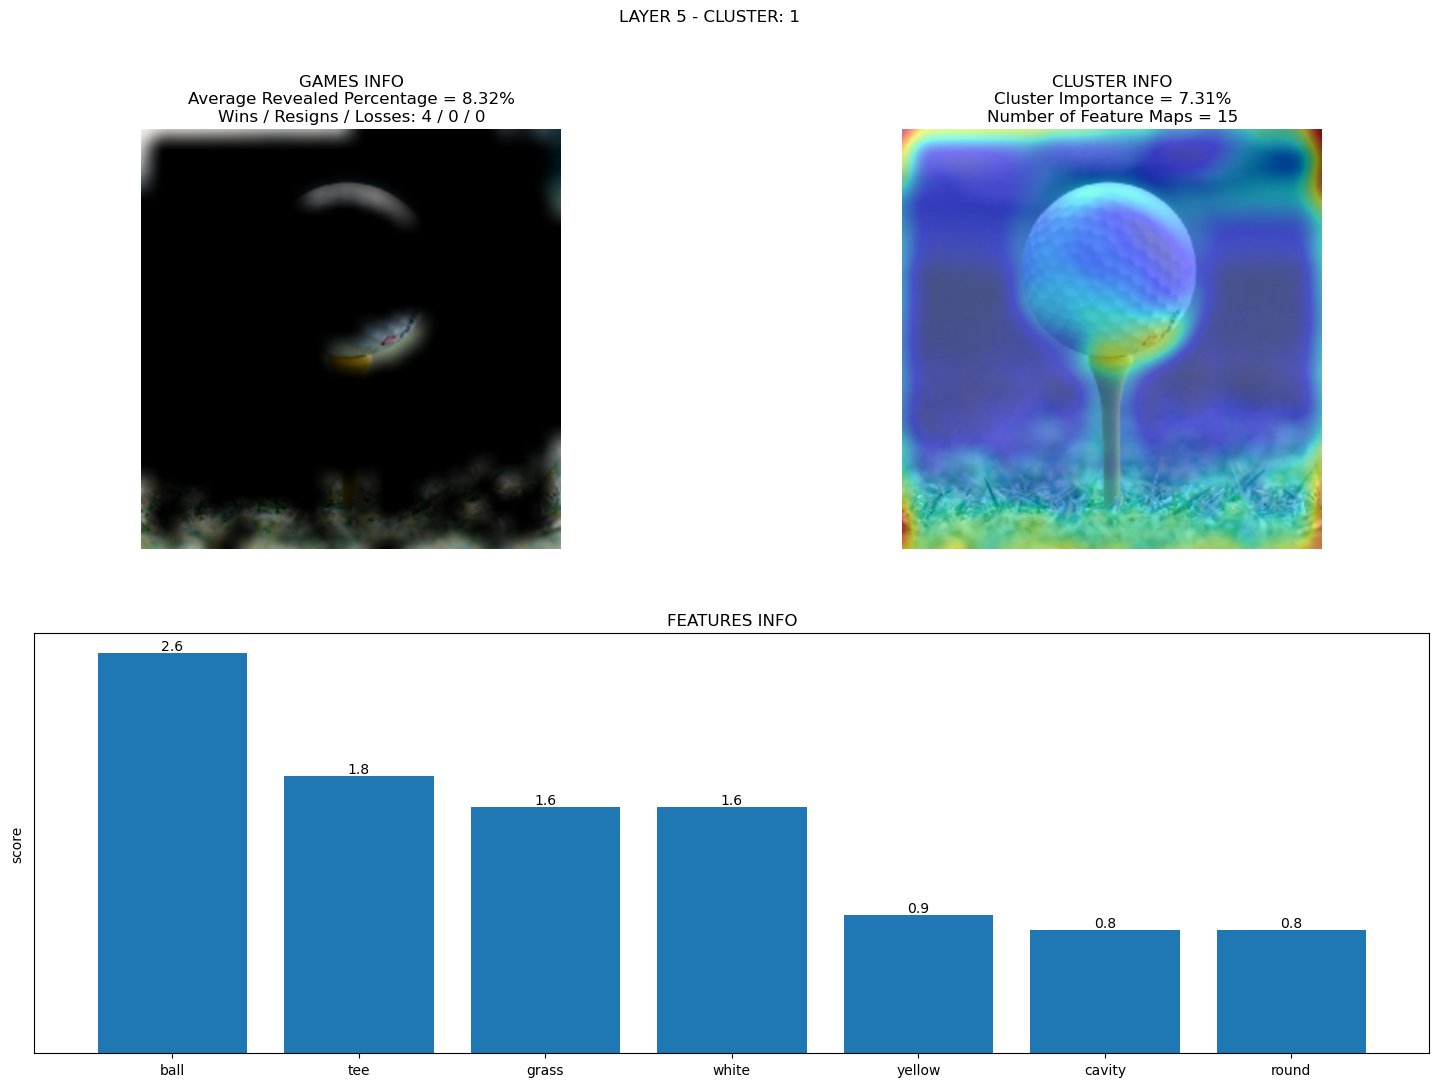 LAYER 5 - CLUSTER: 1
GAMES INFO
Average Revealed Percentage = 8.32%
Wins / Resigns / Losses: 4 / 0 / 0
CLUSTER INFO
Cluster Importance = 7.31%
Number of Feature Maps = 15
FEATURES INFO
score
2.6
1.8
1.6
1.6
0.9
0.8
0.8
ball
tee
grass
white
yellow
cavity
round